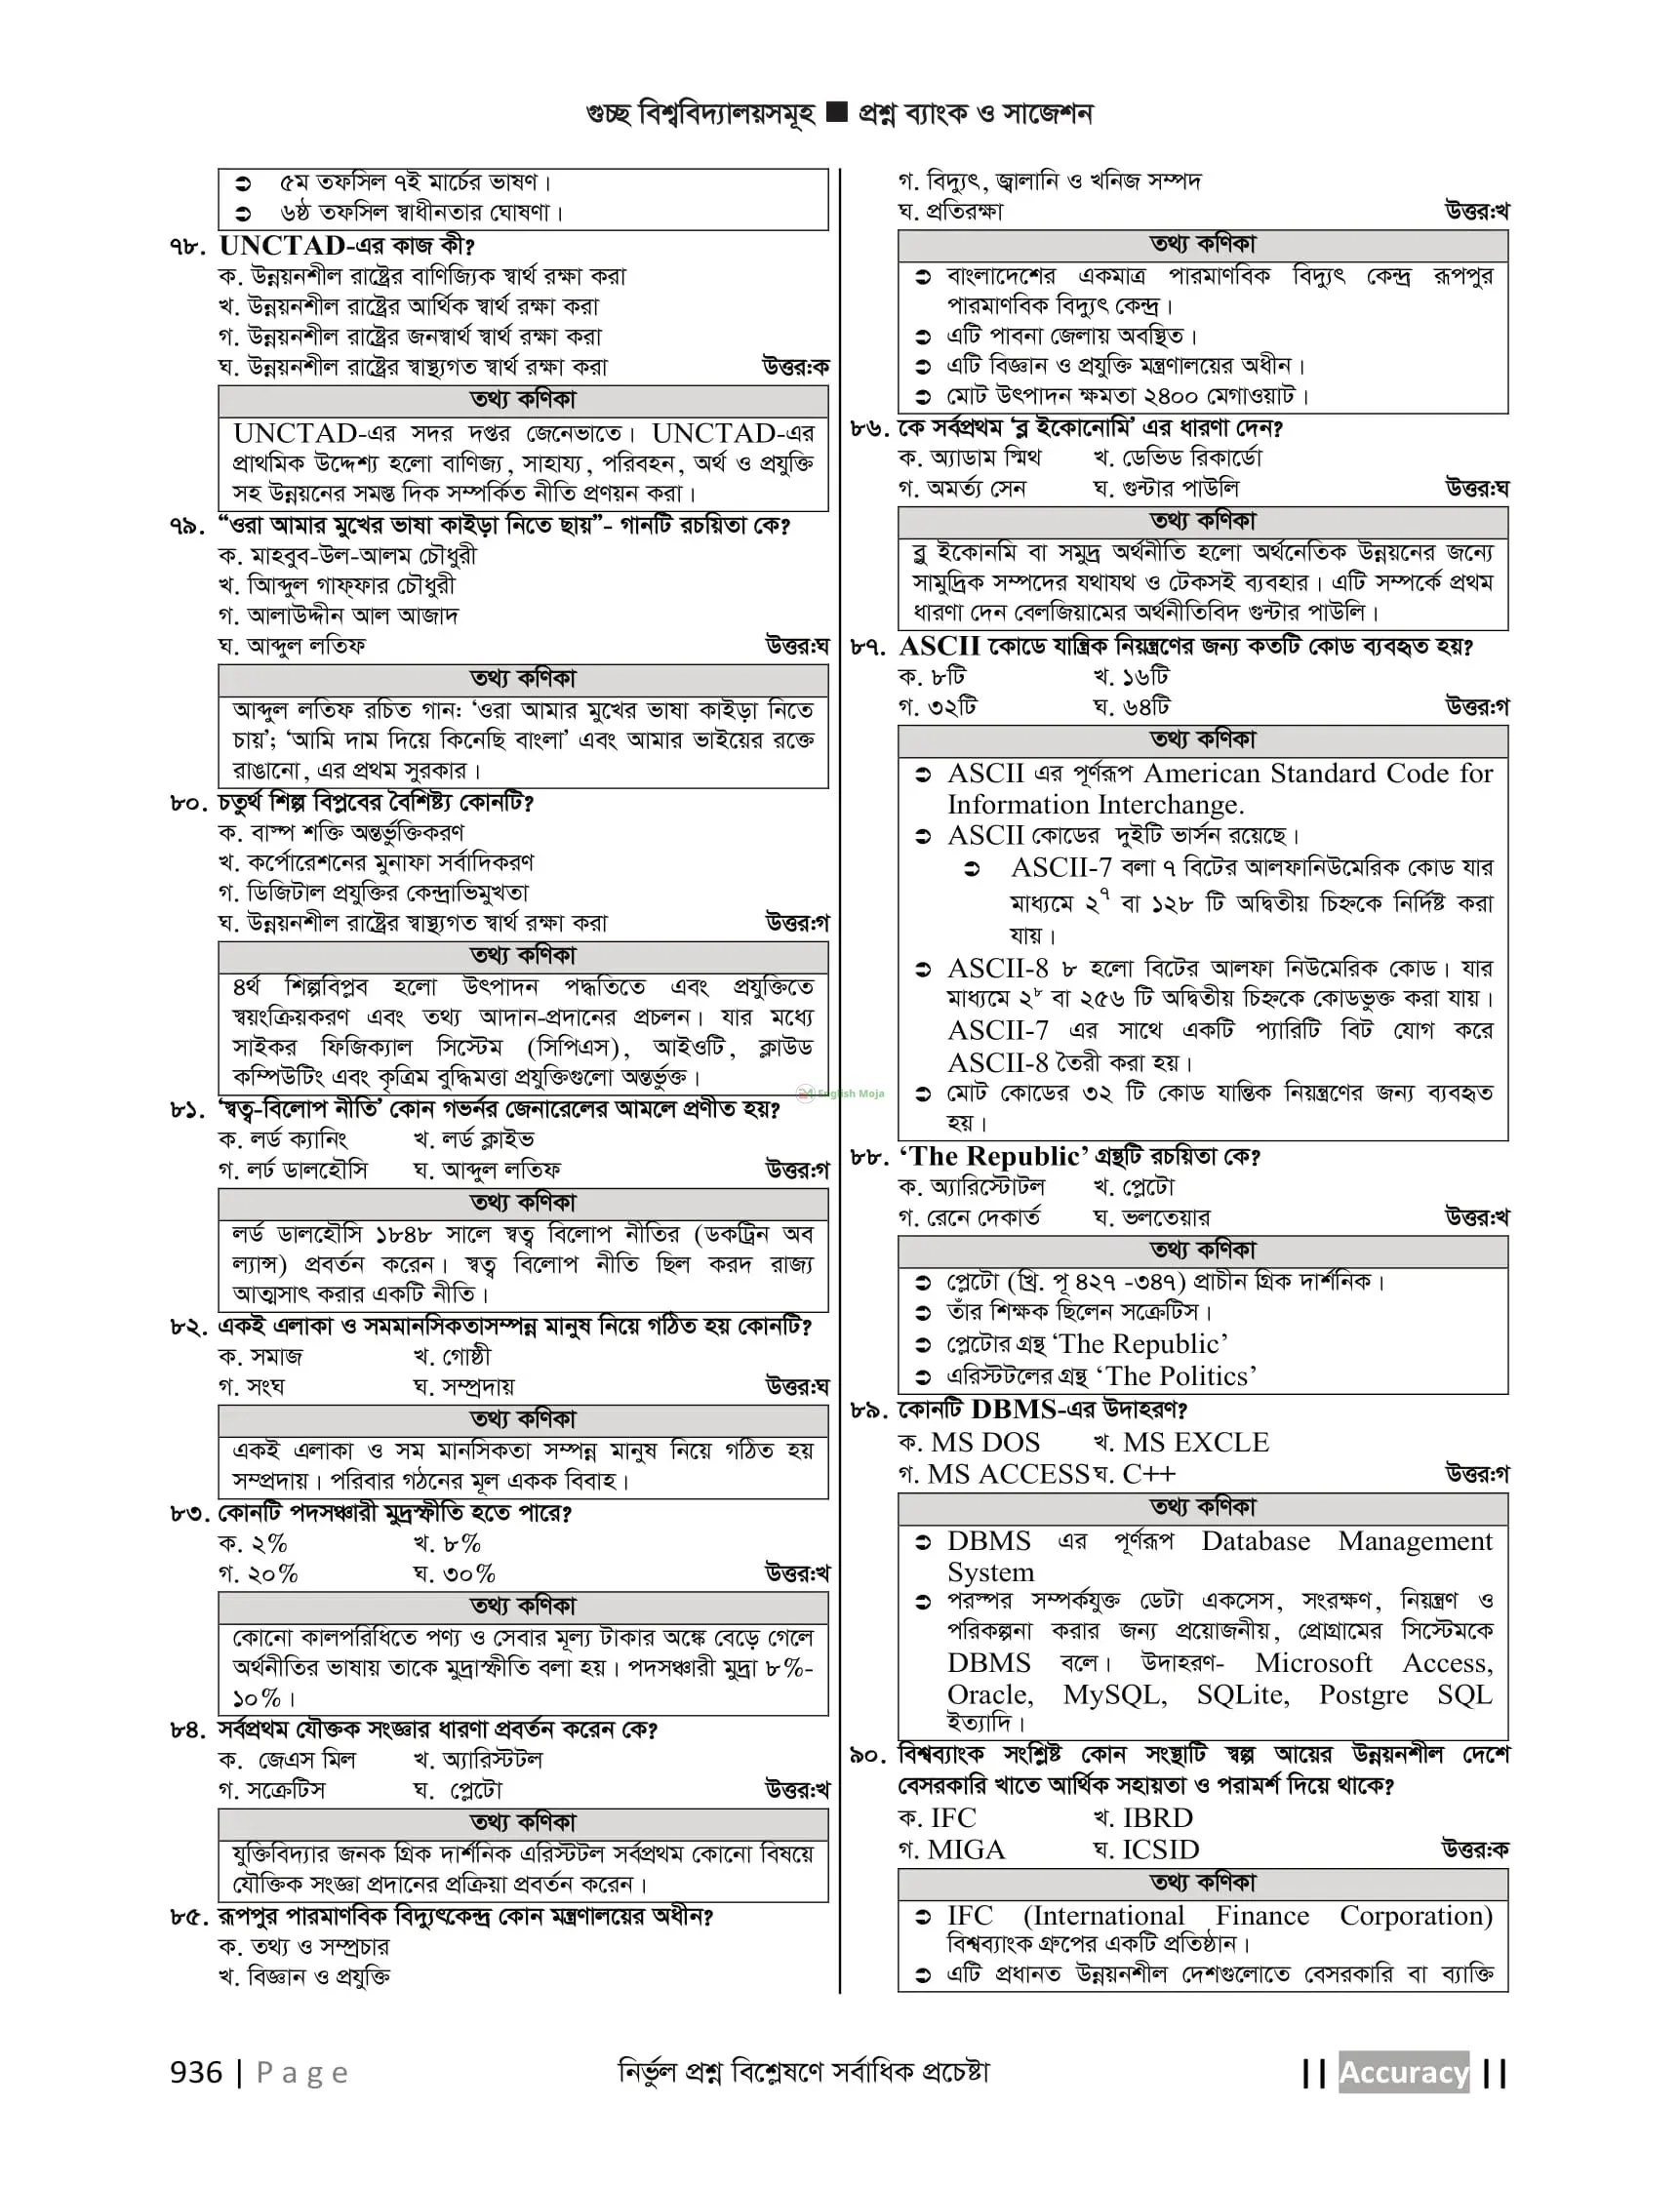 গুচ্ছ বিশ্ববিদ্যালয়সমূহ ■ প্রশ্ন ব্যাংক ও সাজেশন
➲ ৫ম তফসিল ৭ই মার্চের ভাষণ।
➲ ৬ষ্ঠ তফসিল স্বাধীনতার ঘোষণা।
৭৮. UNCTAD-এর কাজ কী?
ক. উন্নয়নশীল রাষ্ট্রের বাণিজ্যিক স্বার্থ রক্ষা করা
খ. উন্নয়নশীল রাষ্ট্রের আর্থিক স্বার্থ রক্ষা করা
গ. উন্নয়নশীল রাষ্ট্রের জনস্বার্থ স্বার্থ রক্ষা করা
ঘ. উন্নয়নশীল রাষ্ট্রের স্বাস্থ্যগত স্বার্থ রক্ষা করা উত্তর:ক
তথ্য কণিকা
UNCTAD-এর সদর দপ্তর জেনেভাতে। UNCTAD-এর
প্রাথমিক উদ্দেশ্য হলো বাণিজ্য, সাহায্য, পরিবহন, অর্থ ও প্রযুক্তি
সহ উন্নয়নের সমস্ত দিক সম্পর্কিত নীতি প্রণয়ন করা।
৭৯. “ওরা আমার মুখের ভাষা কাইড়া নিতে ছায়”- গানটি রচয়িতা কে?
ক. মাহবুব-উল-আলম চৌধুরী
খ. আিব্দুল গাফ্ফার চৌধুরী
গ. আলাউদ্দীন আল আজাদ
ঘ. আব্দুল লতিফ উত্তর:ঘ
তথ্য কণিকা
আব্দুল লতিফ রচিত গান: ‘ওরা আমার মুখের ভাষা কাইড়া নিতে
চায়’; ‘আমি দাম দিয়ে কিনেছি বাংলা’ এবং আমার ভাইয়ের রক্তে
রাঙানো, এর প্রথম সুরকার।
৮০. চতুর্থ শিল্প বিপ্লবের বৈশিষ্ট্য কোনটি?
ক. বাস্প শক্তি অন্তর্ভুক্তিকরণ
খ. কর্পোরেশনের মুনাফা সর্বাদিকরণ
গ. ডিজিটাল প্রযুক্তির কেন্দ্রাভিমুখতা
ঘ. উন্নয়নশীল রাষ্ট্রের স্বাস্থ্যগত স্বার্থ রক্ষা করা উত্তর:গ
তথ্য কণিকা
৪র্থ শিল্পবিপ্লব হলো উৎপাদন পদ্ধতিতে এবং প্রযুক্তিতে
স্বয়ংক্রিয়করণ এবং তথ্য আদান-প্রদানের প্রচলন। যার মধ্যে
সাইকর ফিজিক্যাল সিস্টেম (সিপিএস), আইওটি, ক্লাউড
কম্পিউটিং এবং কৃত্রিম বুদ্ধিমত্তা প্রযুক্তিগুলো অন্তর্ভুক্ত।
৮১. ‘স্বত্ব-বিলোপ নীতি’ কোন গভর্নর জেনারেলের আমলে প্রণীত হয়?
ক. লর্ড ক্যানিং খ. লর্ড ক্লাইভ
গ. লর্ঢ ডালহৌসি ঘ. আব্দুল লতিফ উত্তর:গ
তথ্য কণিকা
লর্ড ডালহৌসি ১৮৪৮ সালে স্বত্ব বিলোপ নীতির (ডকট্রিন অব
ল্যান্স) প্রবর্তন করেন। স্বত্ব বিলোপ নীতি ছিল করদ রাজ্য
আত্মসাৎ করার একটি নীতি।
৮২. একই এলাকা ও সমমানসিকতাসম্পন্ন মানুষ নিয়ে গঠিত হয় কোনটি?
ক. সমাজ খ. গোষ্ঠী
গ. সংঘ ঘ. সম্প্রদায় উত্তর:ঘ
তথ্য কণিকা
একই এলাকা ও সম মানসিকতা সম্পন্ন মানুষ নিয়ে গঠিত হয়
সম্প্রদায়। পরিবার গঠনের মূল একক বিবাহ।
৮৩. কোনটি পদসঞ্চারী মুদ্রস্ফীতি হতে পারে?
ক. ২% খ. ৮%
গ. ২০% ঘ. ৩০% উত্তর:খ
তথ্য কণিকা
কোনো কালপরিধিতে পণ্য ও সেবার মূল্য টাকার অঙ্কে বেড়ে গেলে
অর্থনীতির ভাষায় তাকে মুদ্রাস্ফীতি বলা হয়। পদসঞ্চারী মুদ্রা ৮%-
১০%।
৮৪. সর্বপ্রথম যৌক্তক সংজ্ঞার ধারণা প্রবর্তন করেন কে?
ক. জেএস মিল খ. অ্যারিস্টটল
গ. সক্রেটিস ঘ. প্লেটো উত্তর:খ
তথ্য কণিকা
যুক্তিবিদ্যার জনক গ্রিক দার্শনিক এরিস্টটল সর্বপ্রথম কোনো বিষয়ে
যৌক্তিক সংজ্ঞা প্রদানের প্রক্রিয়া প্রবর্তন করেন।
৮৫. রূপপুর পারমাণবিক বিদ্যুৎকেন্দ্র কোন মন্ত্রণালয়ের অধীন?
ক. তথ্য ও সম্প্রচার
খ. বিজ্ঞান ও প্রযুক্তি
গ. বিদ্যুৎ, জ্বালানি ও খনিজ সম্পদ
ঘ. প্রতিরক্ষা উত্তর:খ
তথ্য কণিকা
➲ বাংলাদেশের একমাত্র পারমাণবিক বিদ্যুৎ কেন্দ্র রূপপুর
পারমাণবিক বিদ্যুৎ কেন্দ্র।
➲ এটি পাবনা জেলায় অবস্থিত।
➲ এটি বিজ্ঞান ও প্রযুক্তি মন্ত্রণালয়ের অধীন।
➲ মোট উৎপাদন ক্ষমতা ২৪০০ মেগাওয়াট।
৮৬. কে সর্বপ্রথম ‘ব্লু ইকোনোমি’ এর ধারণা দেন?
ক. অ্যাডাম স্মিথ খ. ডেভিড রিকার্ডো
গ. অমর্ত্য সেন ঘ. গুন্টার পাউলি উত্তর:ঘ
তথ্য কণিকা
ব্লু ইকোনমি বা সমুদ্র অর্থনীতি হলো অর্থনৈতিক উন্নয়নের জন্যে
সামুদ্রিক সম্পদের যথাযথ ও টেকসই ব্যবহার। এটি সম্পর্কে প্রথম
ধারণা দেন বেলজিয়ামের অর্থনীতিবিদ গুন্টার পাউলি।
৮৭. ASCII কোডে যান্ত্রিক নিয়ন্ত্রণের জন্য কতটি কোড ব্যবহৃত হয়?
ক. ৮টি খ. ১৬টি
গ. ৩২টি ঘ. ৬৪টি উত্তর:গ
তথ্য কণিকা
➲ ASCII এর পূর্ণরূপ American Standard Code for
Information Interchange.
➲ ASCII কোডের দুইটি ভার্সন রয়েছে।
➲ ASCII-7 বলা ৭ বিটের আলফানিউমেরিক কোড যার
মাধ্যমে ২⁷ বা ১২৮ টি অদ্বিতীয় চিহ্নকে নির্দিষ্ট করা
যায়।
➲ ASCII-8 ৮ হলো বিটের আলফা নিউমেরিক কোড। যার
মাধ্যমে ২৮ বা ২৫৬ টি অদ্বিতীয় চিহ্নকে কোডভুক্ত করা যায়।
ASCII-7 এর সাথে একটি প্যারিটি বিট যোগ করে
ASCII-8 তৈরী করা হয়।
➲ মোট কোডের ৩২ টি কোড যান্তিক নিয়ন্ত্রণের জন্য ব্যবহৃত
হয়।
৮৮. ‘The Republic’ গ্রন্থটি রচয়িতা কে?
ক. অ্যারিস্টোটল খ. প্লেটো
গ. রেনে দেকার্ত ঘ. ভলতেয়ার উত্তর:খ
তথ্য কণিকা
➲ প্লেটো (খ্রি. পূ ৪২৭ -৩৪৭) প্রাচীন গ্রিক দার্শনিক।
➲ তাঁর শিক্ষক ছিলেন সক্রেটিস।
➲ প্লেটোর গ্রন্থ ‘The Republic’
➲ এরিস্টটলের গ্রন্থ ‘The Politics’
৮৯. কোনটি DBMS-এর উদাহরণ?
ক. MS DOS খ. MS EXCLE
গ. MS ACCESS ঘ. C++ উত্তর:গ
তথ্য কণিকা
➲ DBMS এর পূর্ণরূপ Database Management
System
➲ পরস্পর সম্পর্কযুক্ত ডেটা একসেস, সংরক্ষণ, নিয়ন্ত্রণ ও
পরিকল্পনা করার জন্য প্রয়োজনীয়, প্রোগ্রামের সিস্টেমকে
DBMS বলে। উদাহরণ- Microsoft Access,
Oracle, MySQL, SQLite, Postgre SQL
ইত্যাদি।
৯০. বিশ্বব্যাংক সংশ্লিষ্ট কোন সংস্থাটি স্বল্প আয়ের উন্নয়নশীল দেশে
বেসরকারি খাতে আর্থিক সহায়তা ও পরামর্শ দিয়ে থাকে?
ক. IFC খ. IBRD
গ. MIGA ঘ. ICSID উত্তর:ক
তথ্য কণিকা
➲ IFC (International Finance Corporation)
বিশ্বব্যাংক গ্রুপের একটি প্রতিষ্ঠান।
➲ এটি প্রধানত উন্নয়নশীল দেশগুলোতে বেসরকারি বা ব্যাক্তি
English Moja
936 | Page নির্ভুল প্রশ্ন বিশ্লেষণে সর্বাধিক প্রচেষ্টা || Accuracy ||